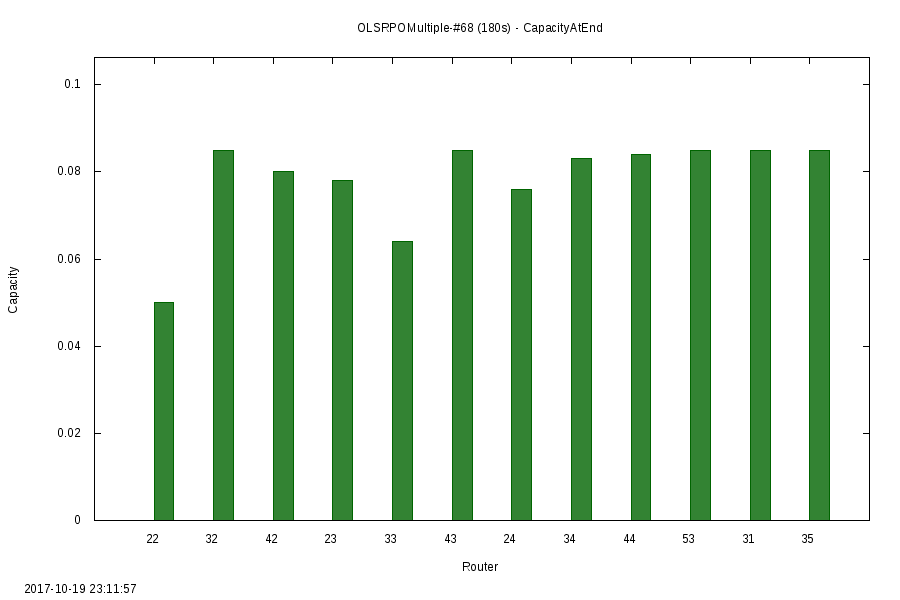 OLSRPOMultiple-#68 (180s) - CapacityAtEnd
0.1
0.08
0.06
0.04
0.02
0
Capacity
22 32 42 23 33 43 24 34 44 53 31 35
Router
2017-10-19 23:11:57